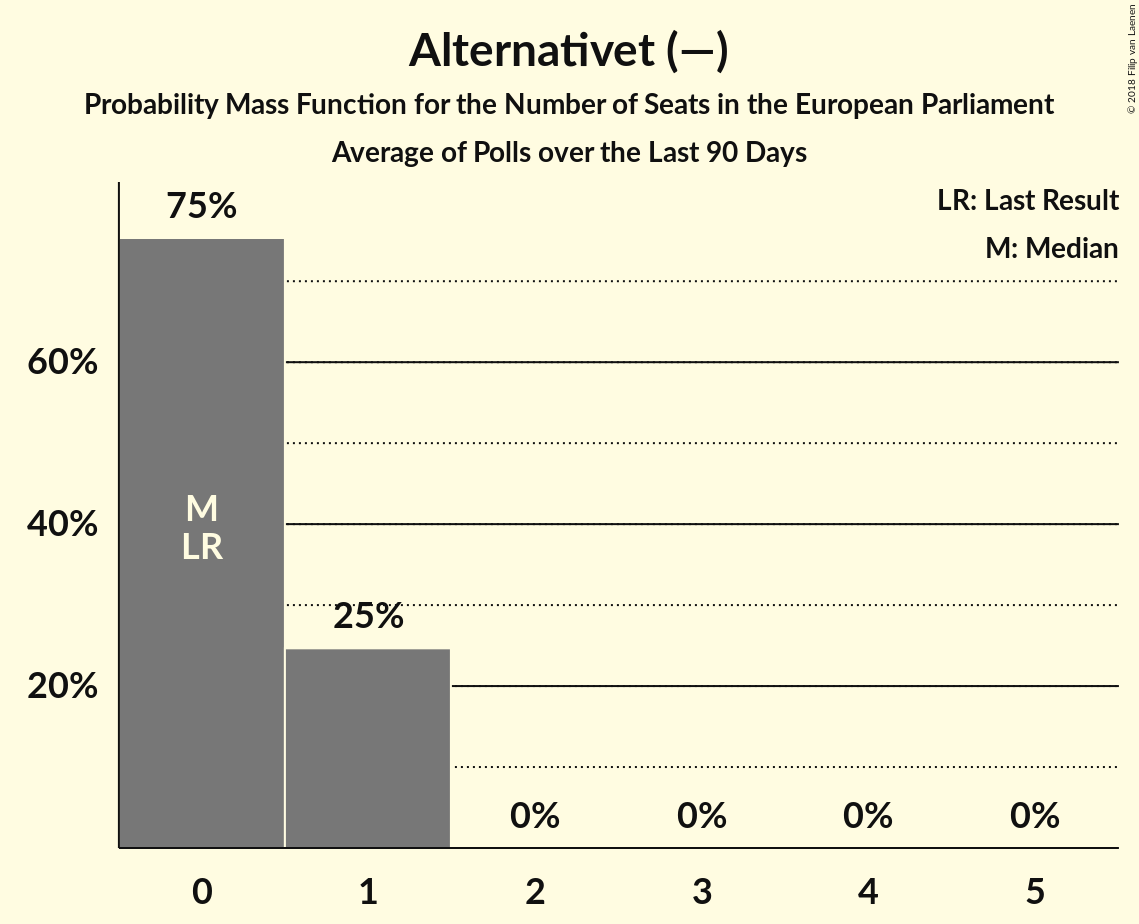 Alternativet (—)
Probability Mass Function for the Number of Seats in the European Parliament
Average of Polls over the Last 90 Days
© 2018 Filip van Laenen
LR: Last Result
M: Median
75%
60%
40%
20%
M
LR
25%
0%
0%
0%
0%
0
1
2
3
4
5